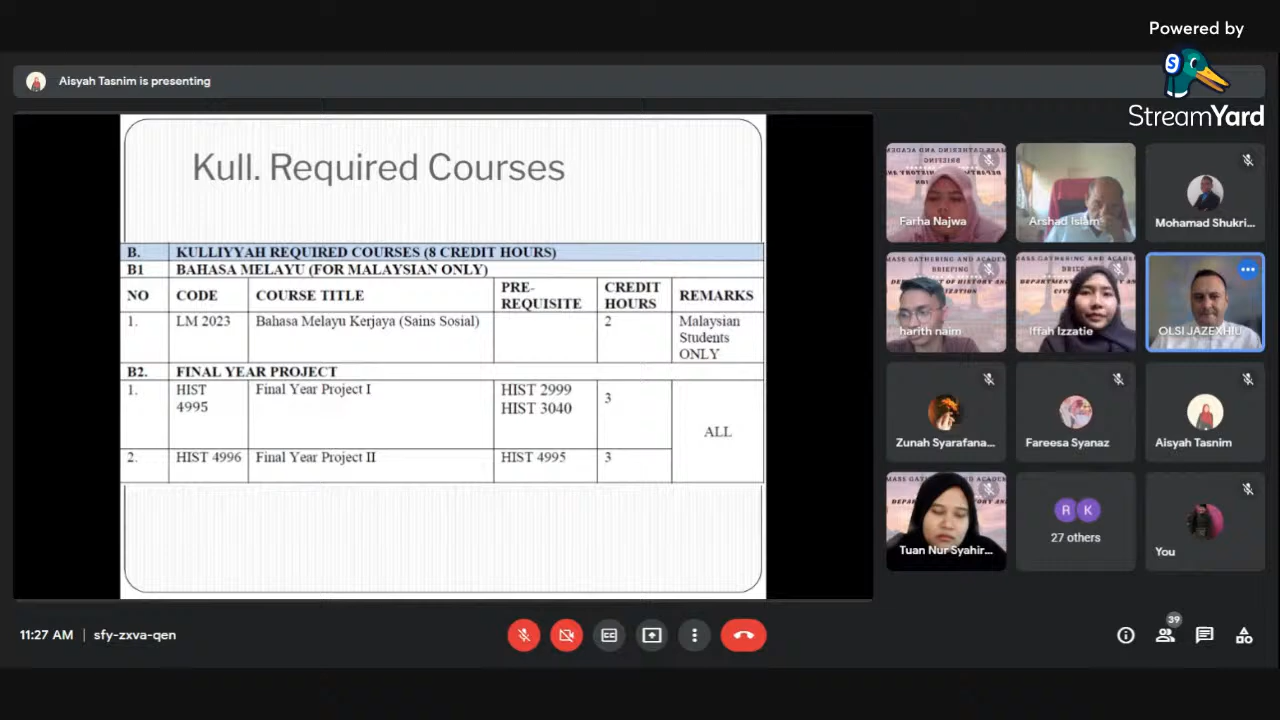 Powered by
S
StreamYard
Aisyah Tasnim is presenting
Kull. Required Courses
B. KULLIYYAH REQUIRED COURSES (8 CREDIT HOURS)
B1 BAHASA MELAYU (FOR MALAYSIAN ONLY)
NO CODE COURSE TITLE PRE-REQUISITE CREDIT HOURS REMARKS
1. LM 2023 Bahasa Melayu Kerjaya (Sains Sosial) 2 Malaysian Students ONLY
B2. FINAL YEAR PROJECT
1. HIST 4995 Final Year Project I HIST 2999 HIST 3040 3 ALL
2. HIST 4996 Final Year Project II HIST 4995 3
Farha Najwa
Arshad Islam
Mohamad Shukri...
harith naim
Iffah Izzatie
OLSI JAZEXHIU
Zunah Syarafana...
Fareesa Syanaz
Aisyah Tasnim
Tuan Nur Syahir...
R K
27 others
You
11:27 AM | sfy-zxva-qen
39